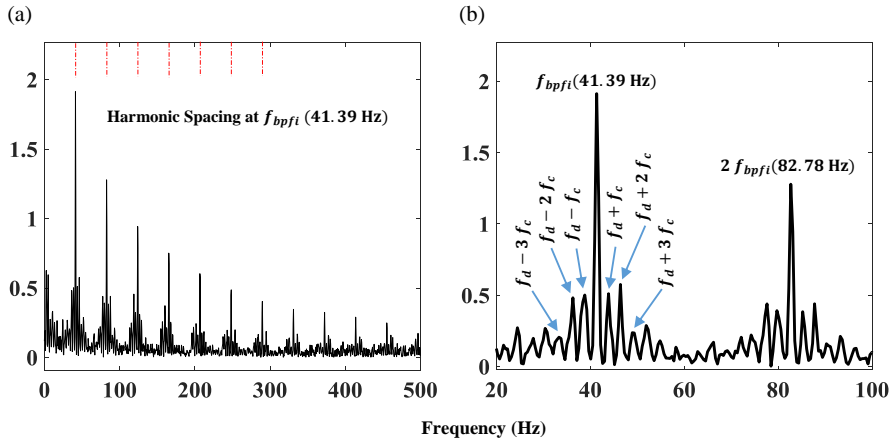 (a)
2
1.5
1
0.5
0
0 100 200 300 400 500
Harmonic Spacing at f_bpfi (41.39 Hz)
(b)
2
1.5
1
0.5
0
20 40 60 80 100
f_bpfi(41.39 Hz)
2 f_bpfi(82.78 Hz)
f_d − 3 f_c
f_d − 2 f_c
f_d − f_c
f_d + f_c
f_d + 2 f_c
f_d + 3 f_c
Frequency (Hz)